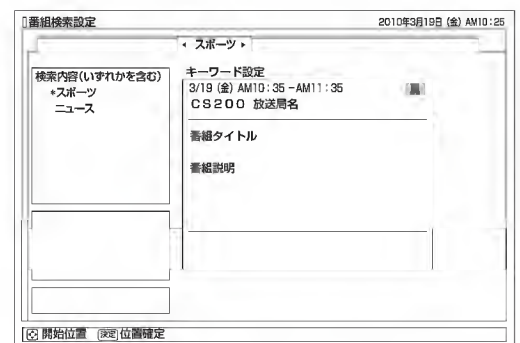 番組検索設定
2010年3月19日 (金) AM10:25
スポーツ
検索内容(いずれかを含む)
*スポーツ
ニュース
キーワード設定
3/19 (金) AM10:35 -AM11:35
CS200 放送局名
番組タイトル
番組説明
開始位置 決定 位置確定